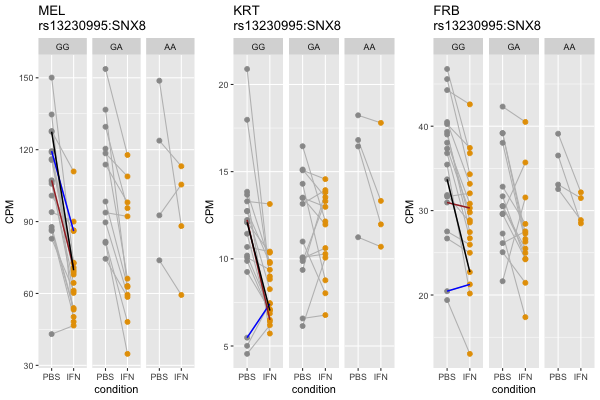 MEL
rs13230995:SNX8
GG GA AA
CPM
150
120
90
60
30
PBS IFN PBS IFN PBS IFN
condition
KRT
rs13230995:SNX8
GG GA AA
CPM
20
15
10
5
PBS IFN PBS IFN PBS IFN
condition
FRB
rs13230995:SNX8
GG GA AA
CPM
40
30
20
PBS IFN PBS IFN PBS IFN
condition